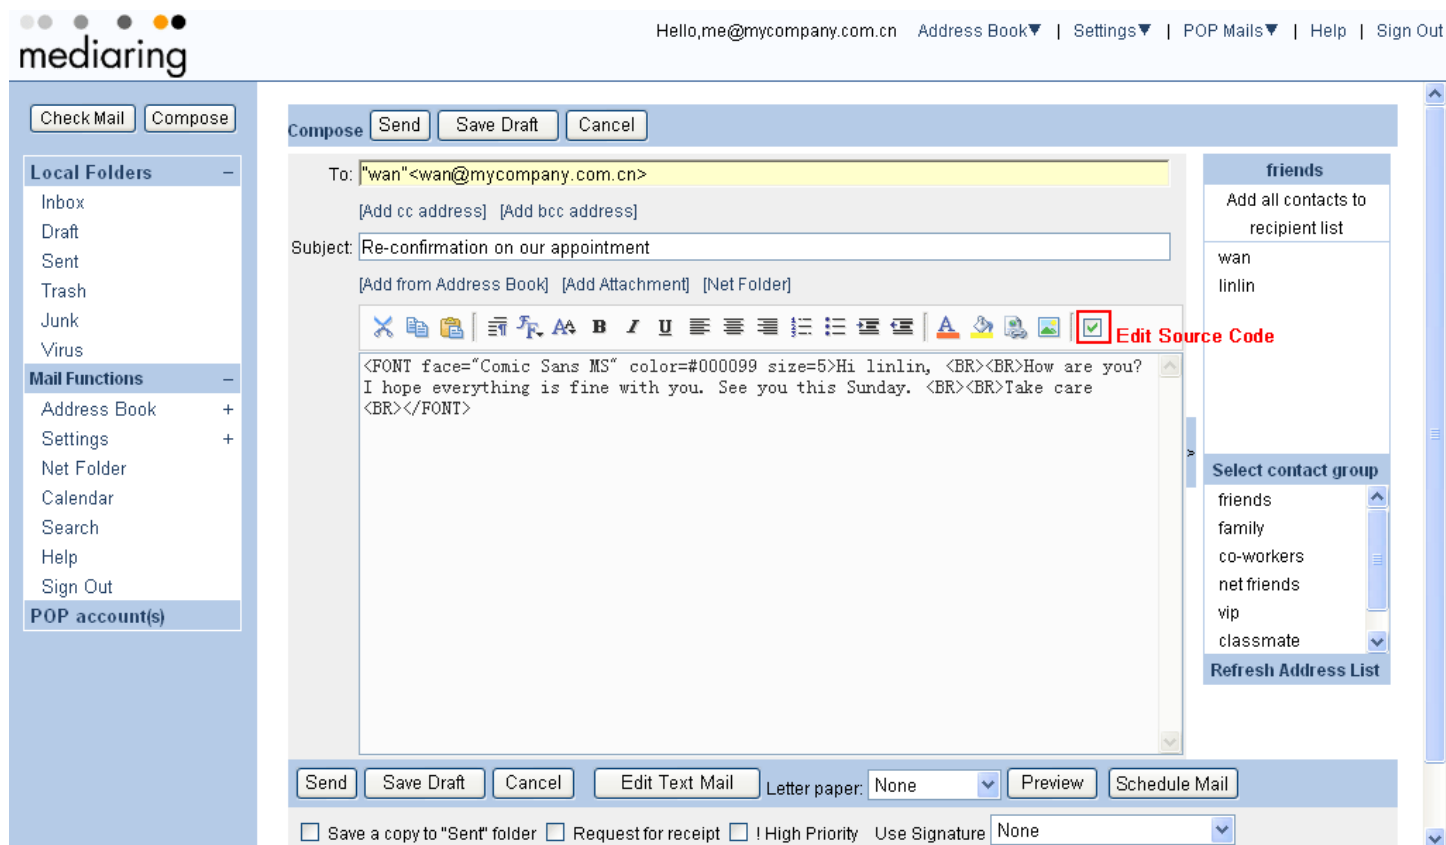 mediaring
Hello,me@mycompany.com.cn Address Book▼ | Settings▼ | POP Mails▼ | Help | Sign Out
Check Mail Compose
Local Folders –
Inbox
Draft
Sent
Trash
Junk
Virus
Mail Functions –
Address Book +
Settings +
Net Folder
Calendar
Search
Help
Sign Out
POP account(s)
Compose Send Save Draft Cancel
To: "wan"<wan@mycompany.com.cn>
[Add cc address] [Add bcc address]
Subject: Re-confirmation on our appointment
[Add from Address Book] [Add Attachment] [Net Folder]
B I U A Edit Source Code
<FONT face="Comic Sans MS" color=#000099 size=5>Hi linlin, <BR><BR>How are you?
I hope everything is fine with you. See you this Sunday. <BR><BR>Take care
<BR></FONT>
friends
Add all contacts to
recipient list
wan
linlin
Select contact group
friends
family
co-workers
net friends
vip
classmate
Refresh Address List
Send Save Draft Cancel Edit Text Mail Letter paper: None Preview Schedule Mail
Save a copy to "Sent" folder Request for receipt ! High Priority Use Signature None